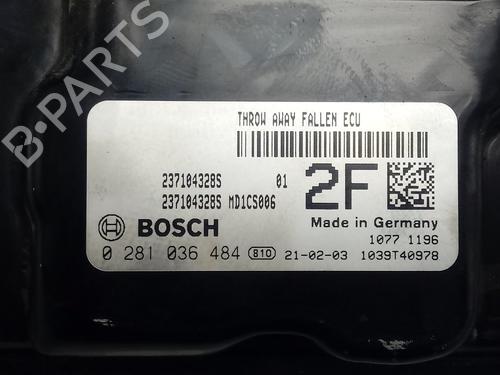 B-PARTS
THROW AWAY FALLEN ECU
237104328S 01
237104328S MD1CS006
2F
BOSCH
Made in Germany
0 281 036 484 810 21-02-03
1077 1196
1039T40978